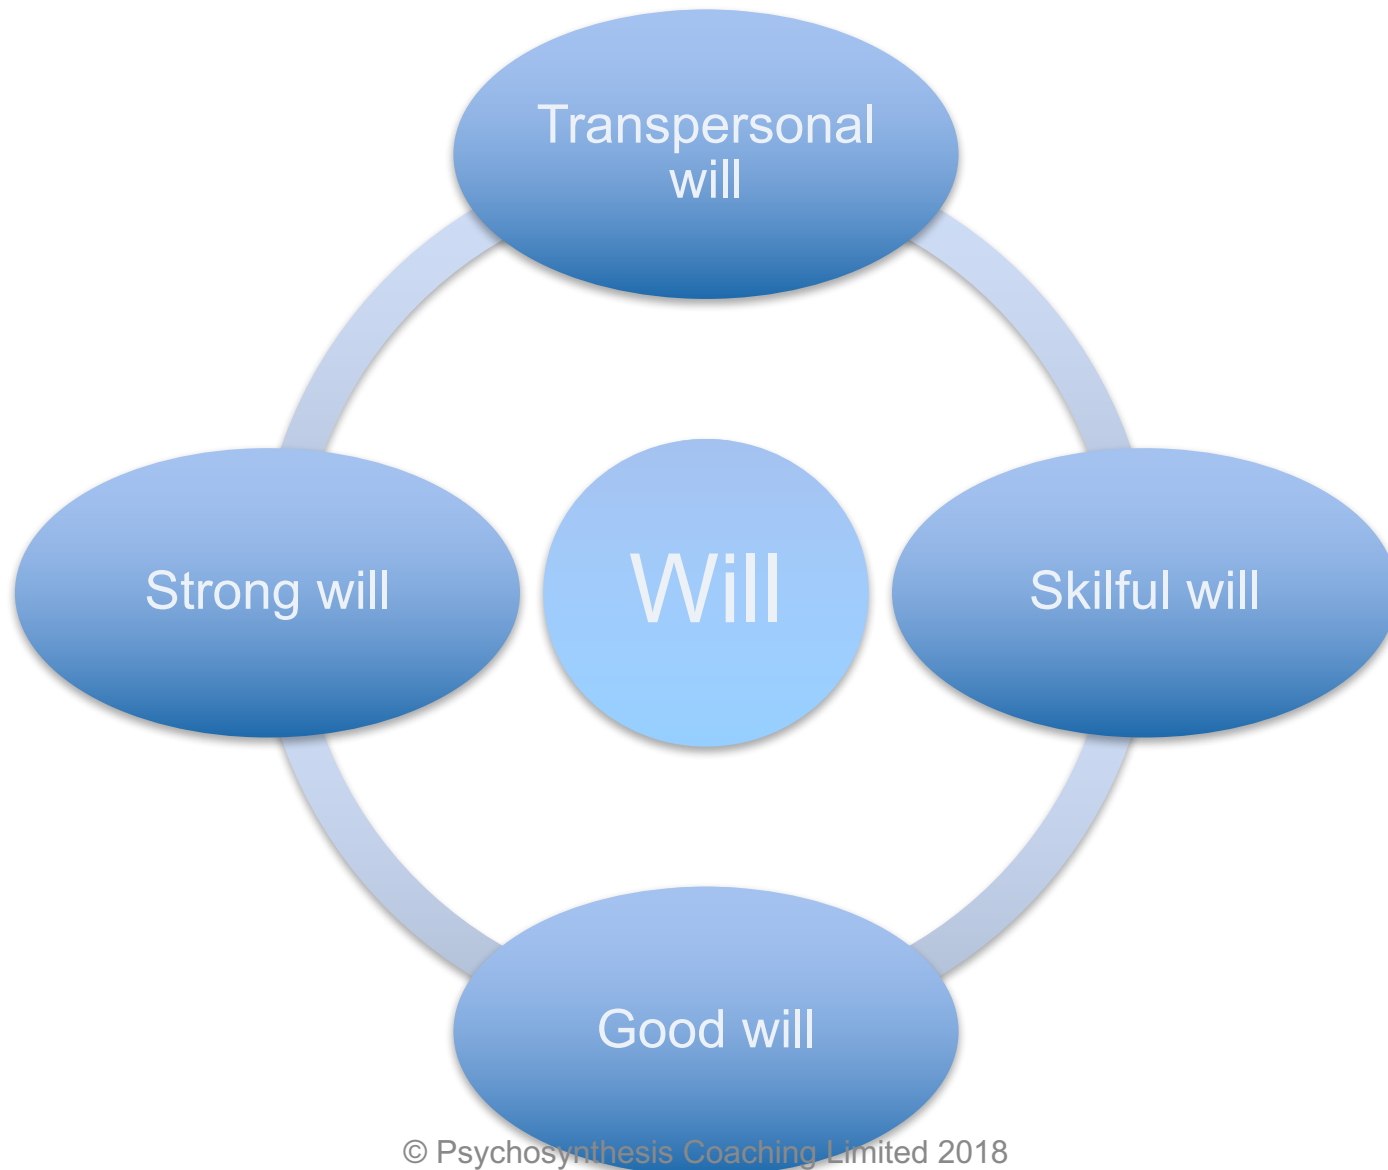 Transpersonal
will
Strong will
Will
Skilful will
Good will
© Psychosynthesis Coaching Limited 2018